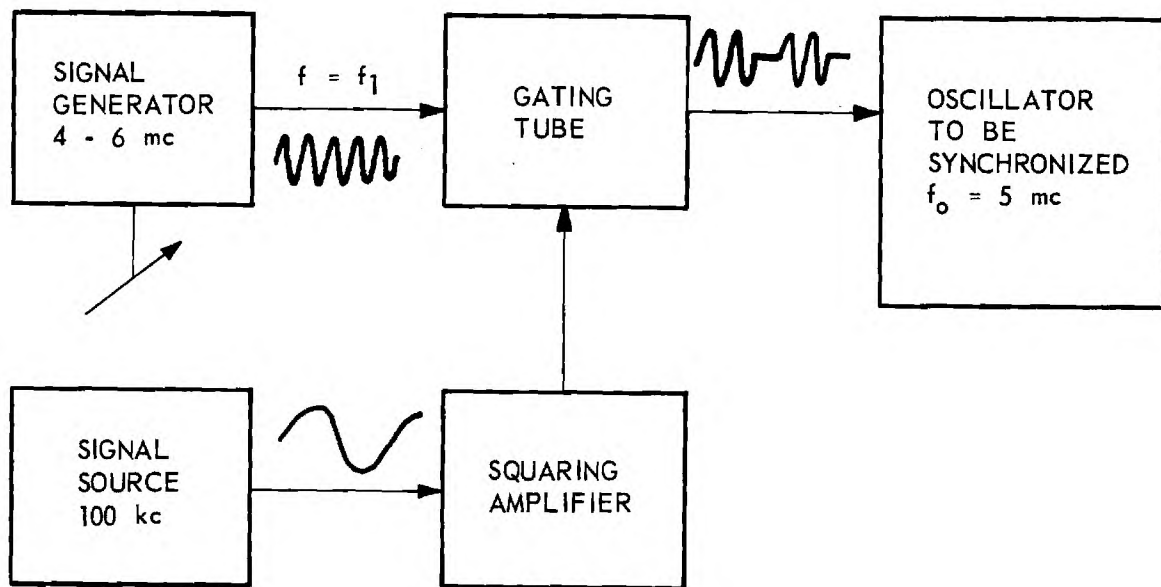 SIGNAL
GENERATOR
4 - 6 mc
f = f1
GATING
TUBE
OSCILLATOR
TO BE
SYNCHRONIZED
fo = 5 mc
SIGNAL
SOURCE
100 kc
SQUARING
AMPLIFIER